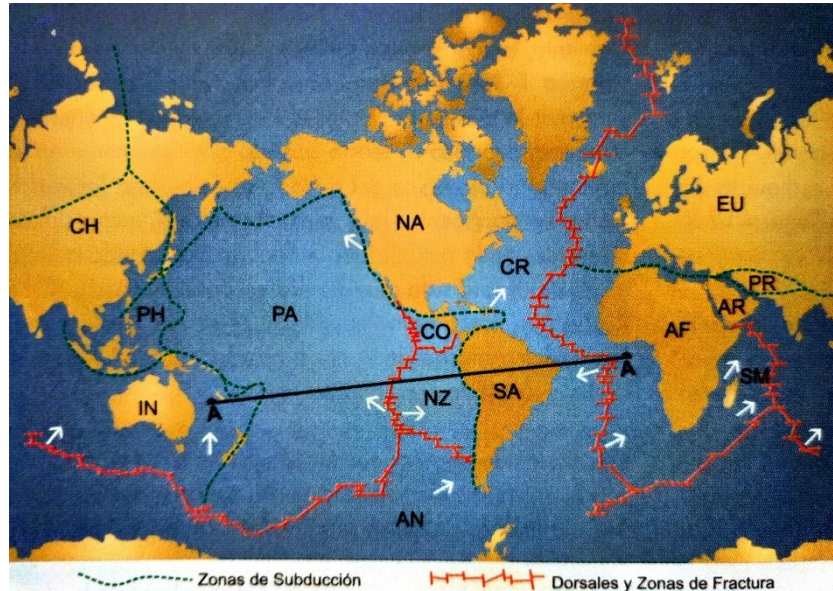 EU
NA
CH
CR
PR
AR
PH
PA
CO
AF
A
SM
IN
A
NZ
SA
AN
Zonas de Subducción
Dorsales y Zonas de Fractura